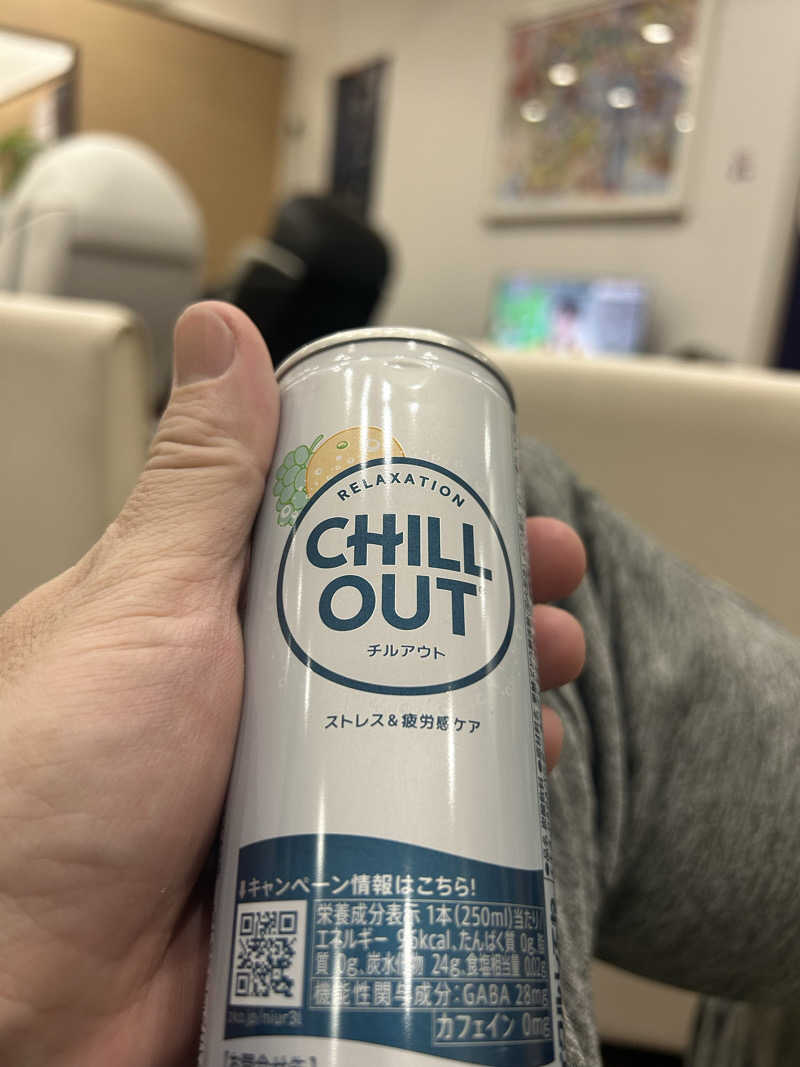 RELAXATION
CHILL
OUT
チルアウト
ストレス&疲労感ケア
キャンペーン情報はこちら!
栄養成分表示 1本(250ml)当たり/
エネルギー 96kcal、たんぱく質 0g、脂
質 0g、炭水化物 24g、食塩相当量 0.02g
機能性関与成分:GABA 28mg
カフェイン 0mg